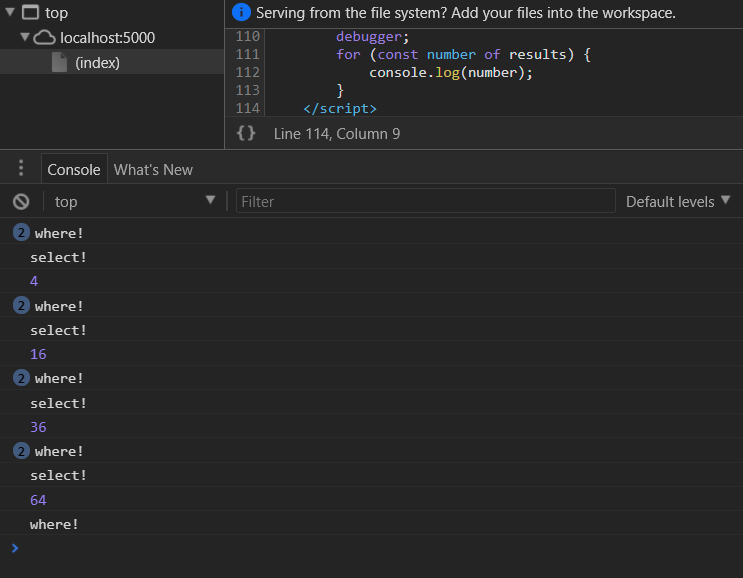 top
localhost:5000
(index)
Serving from the file system? Add your files into the workspace.
110 debugger;
111 for (const number of results) {
112 console.log(number);
113 }
114 </script>
{} Line 114, Column 9
Console What's New
top Filter Default levels
2 where!
select!
4
2 where!
select!
16
2 where!
select!
36
2 where!
select!
64
where!